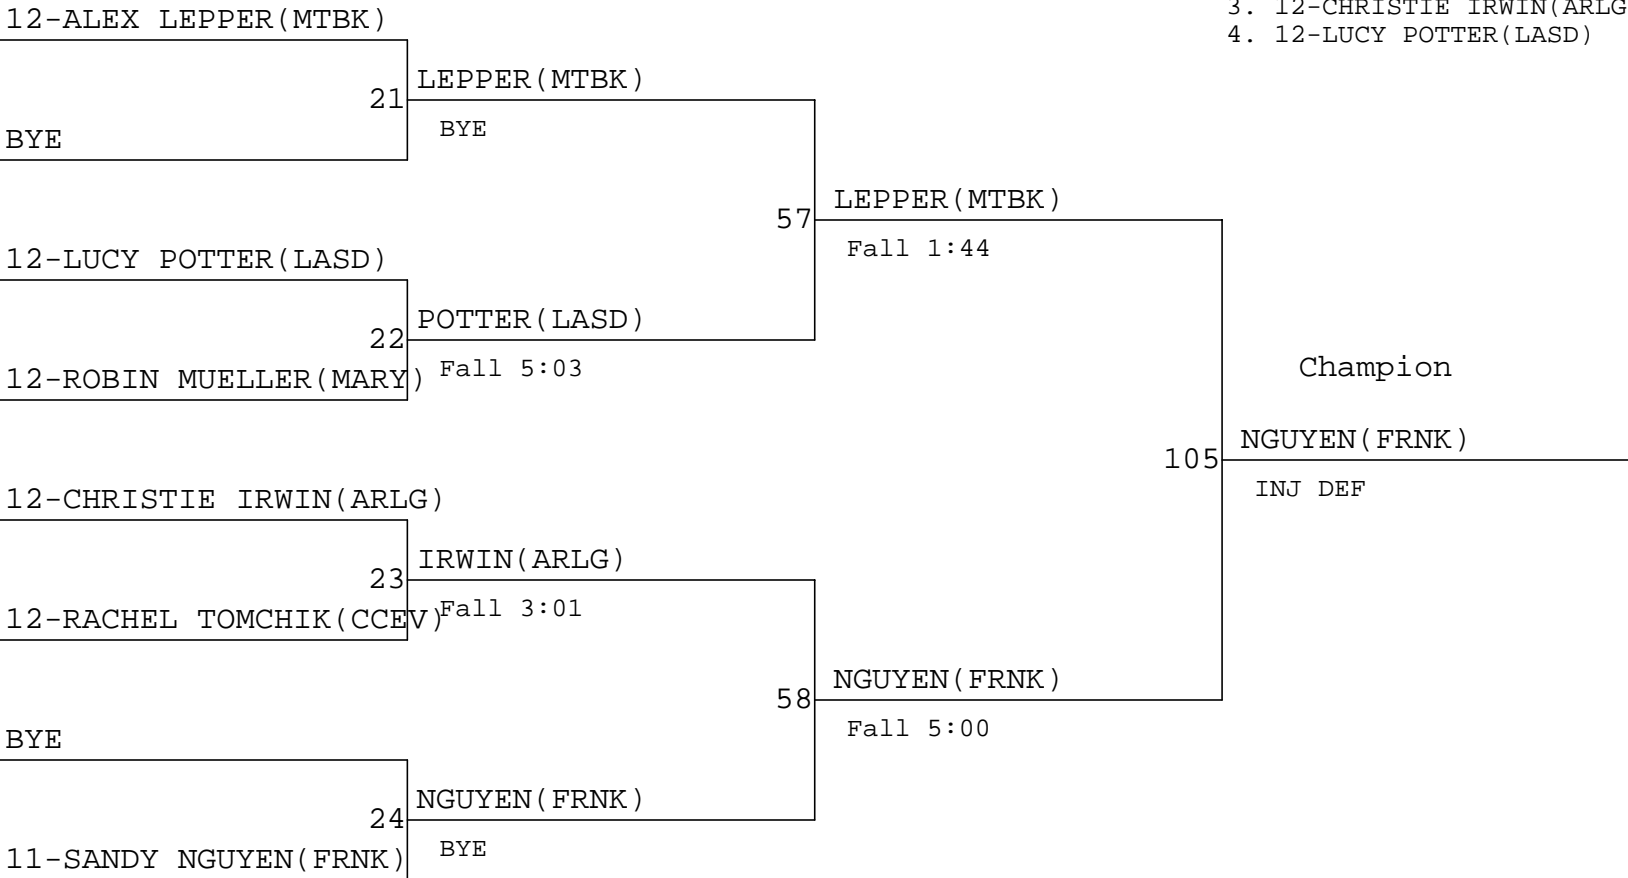 3. 12-CHRISTIE IRWIN(ARLG
12-ALEX LEPPER(MTBK)
4. 12-LUCY POTTER(LASD)
LEPPER(MTBK)
21
BYE
BYE
LEPPER(MTBK)
57
Fall 1:44
12-LUCY POTTER(LASD)
POTTER(LASD)
22
Fall 5:03
12-ROBIN MUELLER(MARY)
Champion
NGUYEN(FRNK)
105
INJ DEF
12-CHRISTIE IRWIN(ARLG)
IRWIN(ARLG)
23
Fall 3:01
12-RACHEL TOMCHIK(CCEV)
NGUYEN(FRNK)
58
Fall 5:00
BYE
NGUYEN(FRNK)
24
BYE
11-SANDY NGUYEN(FRNK)